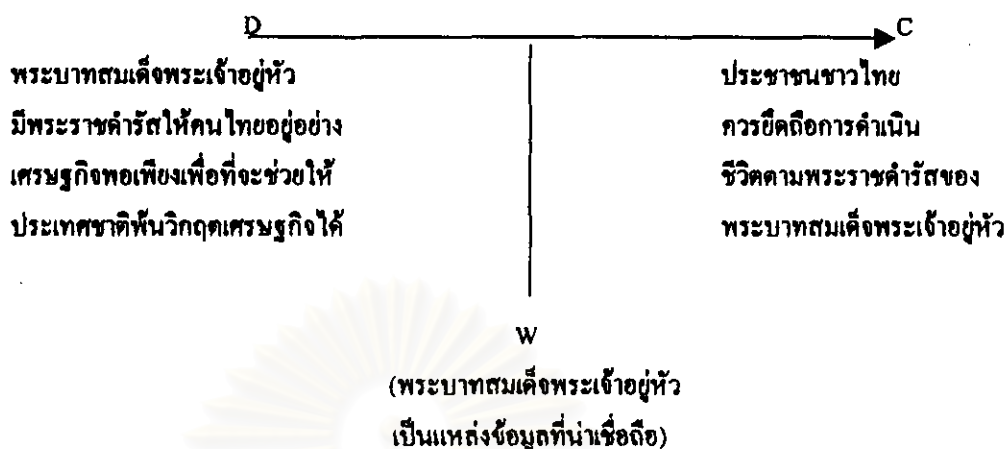 D
C
พระบาทสมเด็จพระเจ้าอยู่หัว
มีพระราชดำรัสให้คนไทยอยู่อย่าง
เศรษฐกิจพอเพียงเพื่อที่จะช่วยให้
ประเทศชาติพ้นวิกฤตเศรษฐกิจได้
ประชาชนชาวไทย
ควรยึดถือการดำเนิน
ชีวิตตามพระราชดำรัสของ
พระบาทสมเด็จพระเจ้าอยู่หัว
W
(พระบาทสมเด็จพระเจ้าอยู่หัว
เป็นแหล่งข้อมูลที่น่าเชื่อถือ)